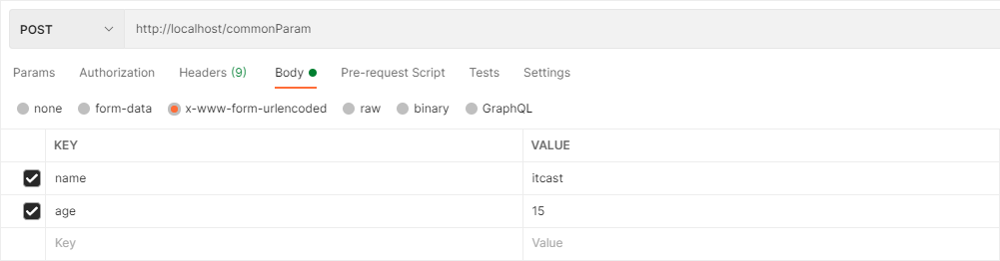 POST http://localhost/commonParam
Params Authorization Headers (9) Body Pre-request Script Tests Settings
none form-data x-www-form-urlencoded raw binary GraphQL
KEY VALUE
name itcast
age 15
Key Value